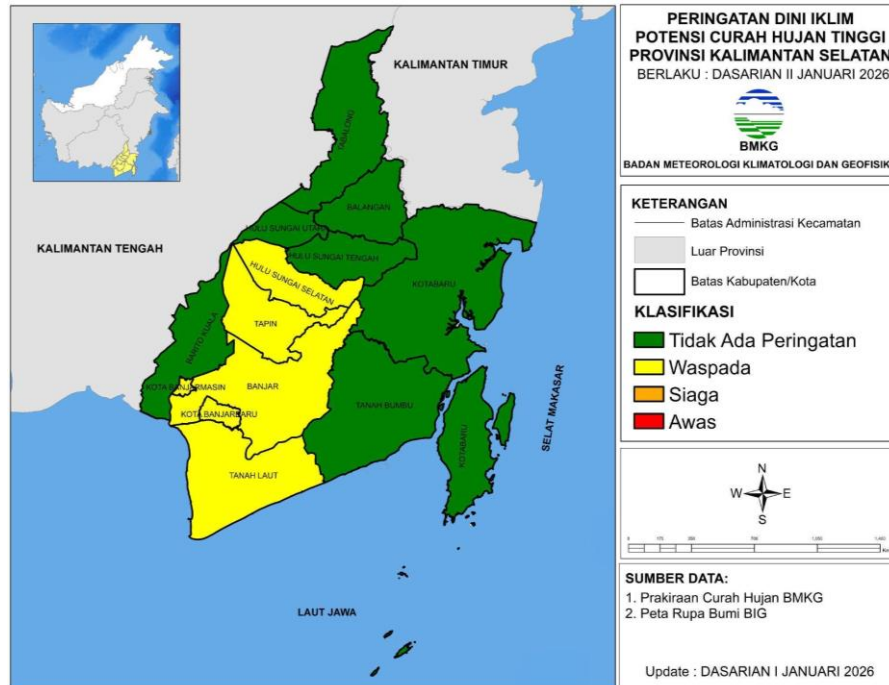 PERINGATAN DINI IKLIM
POTENSI CURAH HUJAN TINGGI
PROVINSI KALIMANTAN SELATAN
BERLAKU : DASARIAN II JANUARI 2026
BMKG
BADAN METEOROLOGI KLIMATOLOGI DAN GEOFISIK
KALIMANTAN TIMUR
KALIMANTAN TENGAH
TABALONG
BALANGAN
HULU SUNGAI UTARA
HULU SUNGAI TENGAH
HULU SUNGAI SELATAN
KOTABARU
TAPIN
BARITO KUALA
KOTA BANJARMASIN
BANJAR
KOTA BANJARBARU
TANAH BUMBU
TANAH LAUT
KOTABARU
SELAT MAKASAR
LAUT JAWA
KETERANGAN
Batas Administrasi Kecamatan
Luar Provinsi
Batas Kabupaten/Kota
KLASIFIKASI
Tidak Ada Peringatan
Waspada
Siaga
Awas
N
W E
S
SUMBER DATA:
1. Prakiraan Curah Hujan BMKG
2. Peta Rupa Bumi BIG
Update : DASARIAN I JANUARI 2026